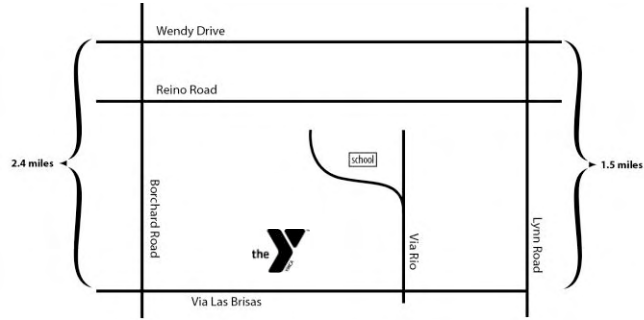 Wendy Drive
Reino Road
school
2.4 miles
1.5 miles
Borchard Road
the Y
YMCA
Via Rio
Lynn Road
Via Las Brisas